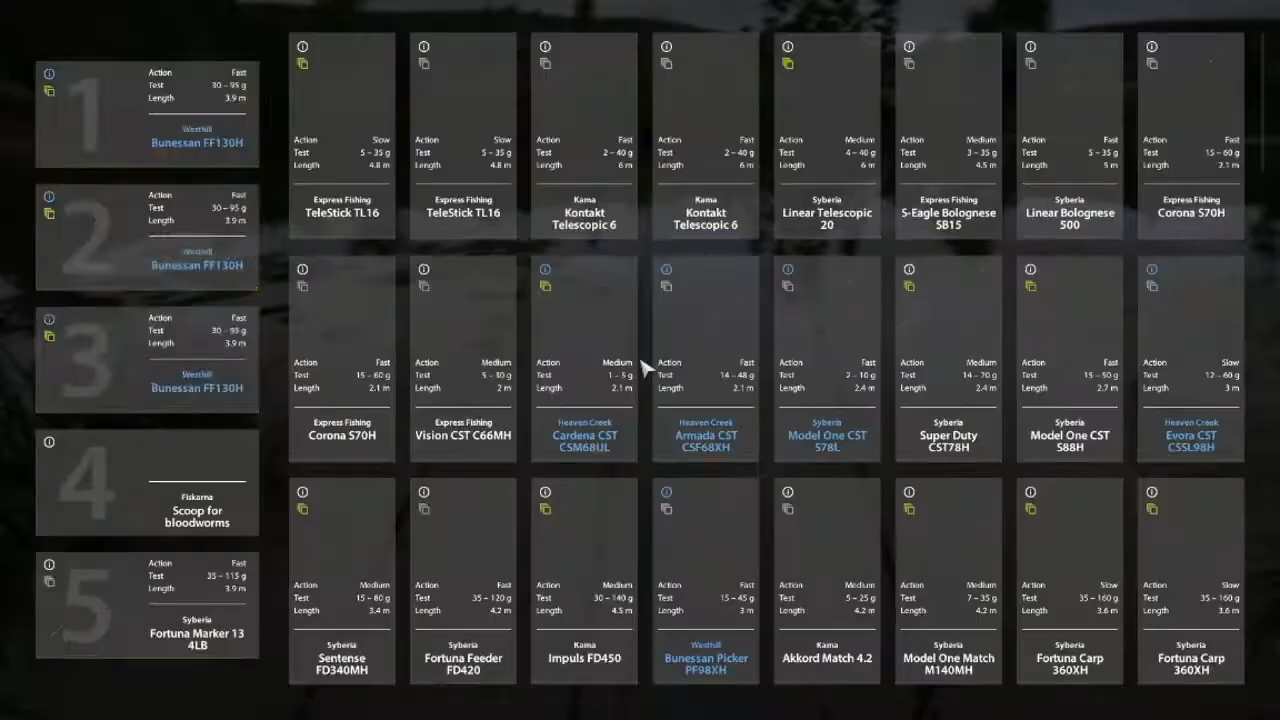 1
Action Fast
Test 30 – 95 g
Length 3.9 m
Westhill
Bunessan FF130H
2
Action Fast
Test 30 – 95 g
Length 3.9 m
Westhill
Bunessan FF130H
3
Action Fast
Test 30 – 95 g
Length 3.9 m
Westhill
Bunessan FF130H
4
Fiskarna
Scoop for
bloodworms
5
Action Fast
Test 35 – 115 g
Length 3.9 m
Syberia
Fortuna Marker 13
4LB
Action Slow
Test 5 – 35 g
Length 4.8 m
Express Fishing
TeleStick TL16
Action Slow
Test 5 – 35 g
Length 4.8 m
Express Fishing
TeleStick TL16
Action Fast
Test 2 – 40 g
Length 6 m
Kama
Kontakt
Telescopic 6
Action Fast
Test 2 – 40 g
Length 6 m
Kama
Kontakt
Telescopic 6
Action Medium
Test 4 – 40 g
Length 6 m
Syberia
Linear Telescopic
20
Action Medium
Test 3 – 35 g
Length 4.5 m
Express Fishing
S-Eagle Bolognese
SB15
Action Fast
Test 5 – 35 g
Length 5 m
Syberia
Linear Bolognese
500
Action Fast
Test 15 – 60 g
Length 2.1 m
Express Fishing
Corona S70H
Action Fast
Test 15 – 60 g
Length 2.1 m
Express Fishing
Corona S70H
Action Medium
Test 5 – 30 g
Length 2 m
Express Fishing
Vision CST C66MH
Action Medium
Test 1 – 5 g
Length 2.1 m
Heaven Creek
Cardena CST
CSM68UL
Action Fast
Test 14 – 48 g
Length 2.1 m
Heaven Creek
Armada CST
CSF68XH
Action Fast
Test 2 – 10 g
Length 2.4 m
Syberia
Model One CST
S78L
Action Medium
Test 14 – 70 g
Length 2.4 m
Syberia
Super Duty
CST78H
Action Fast
Test 15 – 50 g
Length 2.7 m
Syberia
Model One CST
S88H
Action Slow
Test 12 – 60 g
Length 3 m
Heaven Creek
Evora CST
CSSL98H
Action Medium
Test 15 – 80 g
Length 3.4 m
Syberia
Sentense
FD340MH
Action Fast
Test 35 – 120 g
Length 4.2 m
Syberia
Fortuna Feeder
FD420
Action Medium
Test 30 – 140 g
Length 4.5 m
Kama
Impuls FD450
Action Fast
Test 15 – 45 g
Length 3 m
Westhill
Bunessan Picker
PF98XH
Action Medium
Test 5 – 25 g
Length 4.2 m
Kama
Akkord Match 4.2
Action Medium
Test 7 – 35 g
Length 4.2 m
Syberia
Model One Match
M140MH
Action Slow
Test 35 – 160 g
Length 3.6 m
Syberia
Fortuna Carp
360XH
Action Slow
Test 35 – 160 g
Length 3.6 m
Syberia
Fortuna Carp
360XH